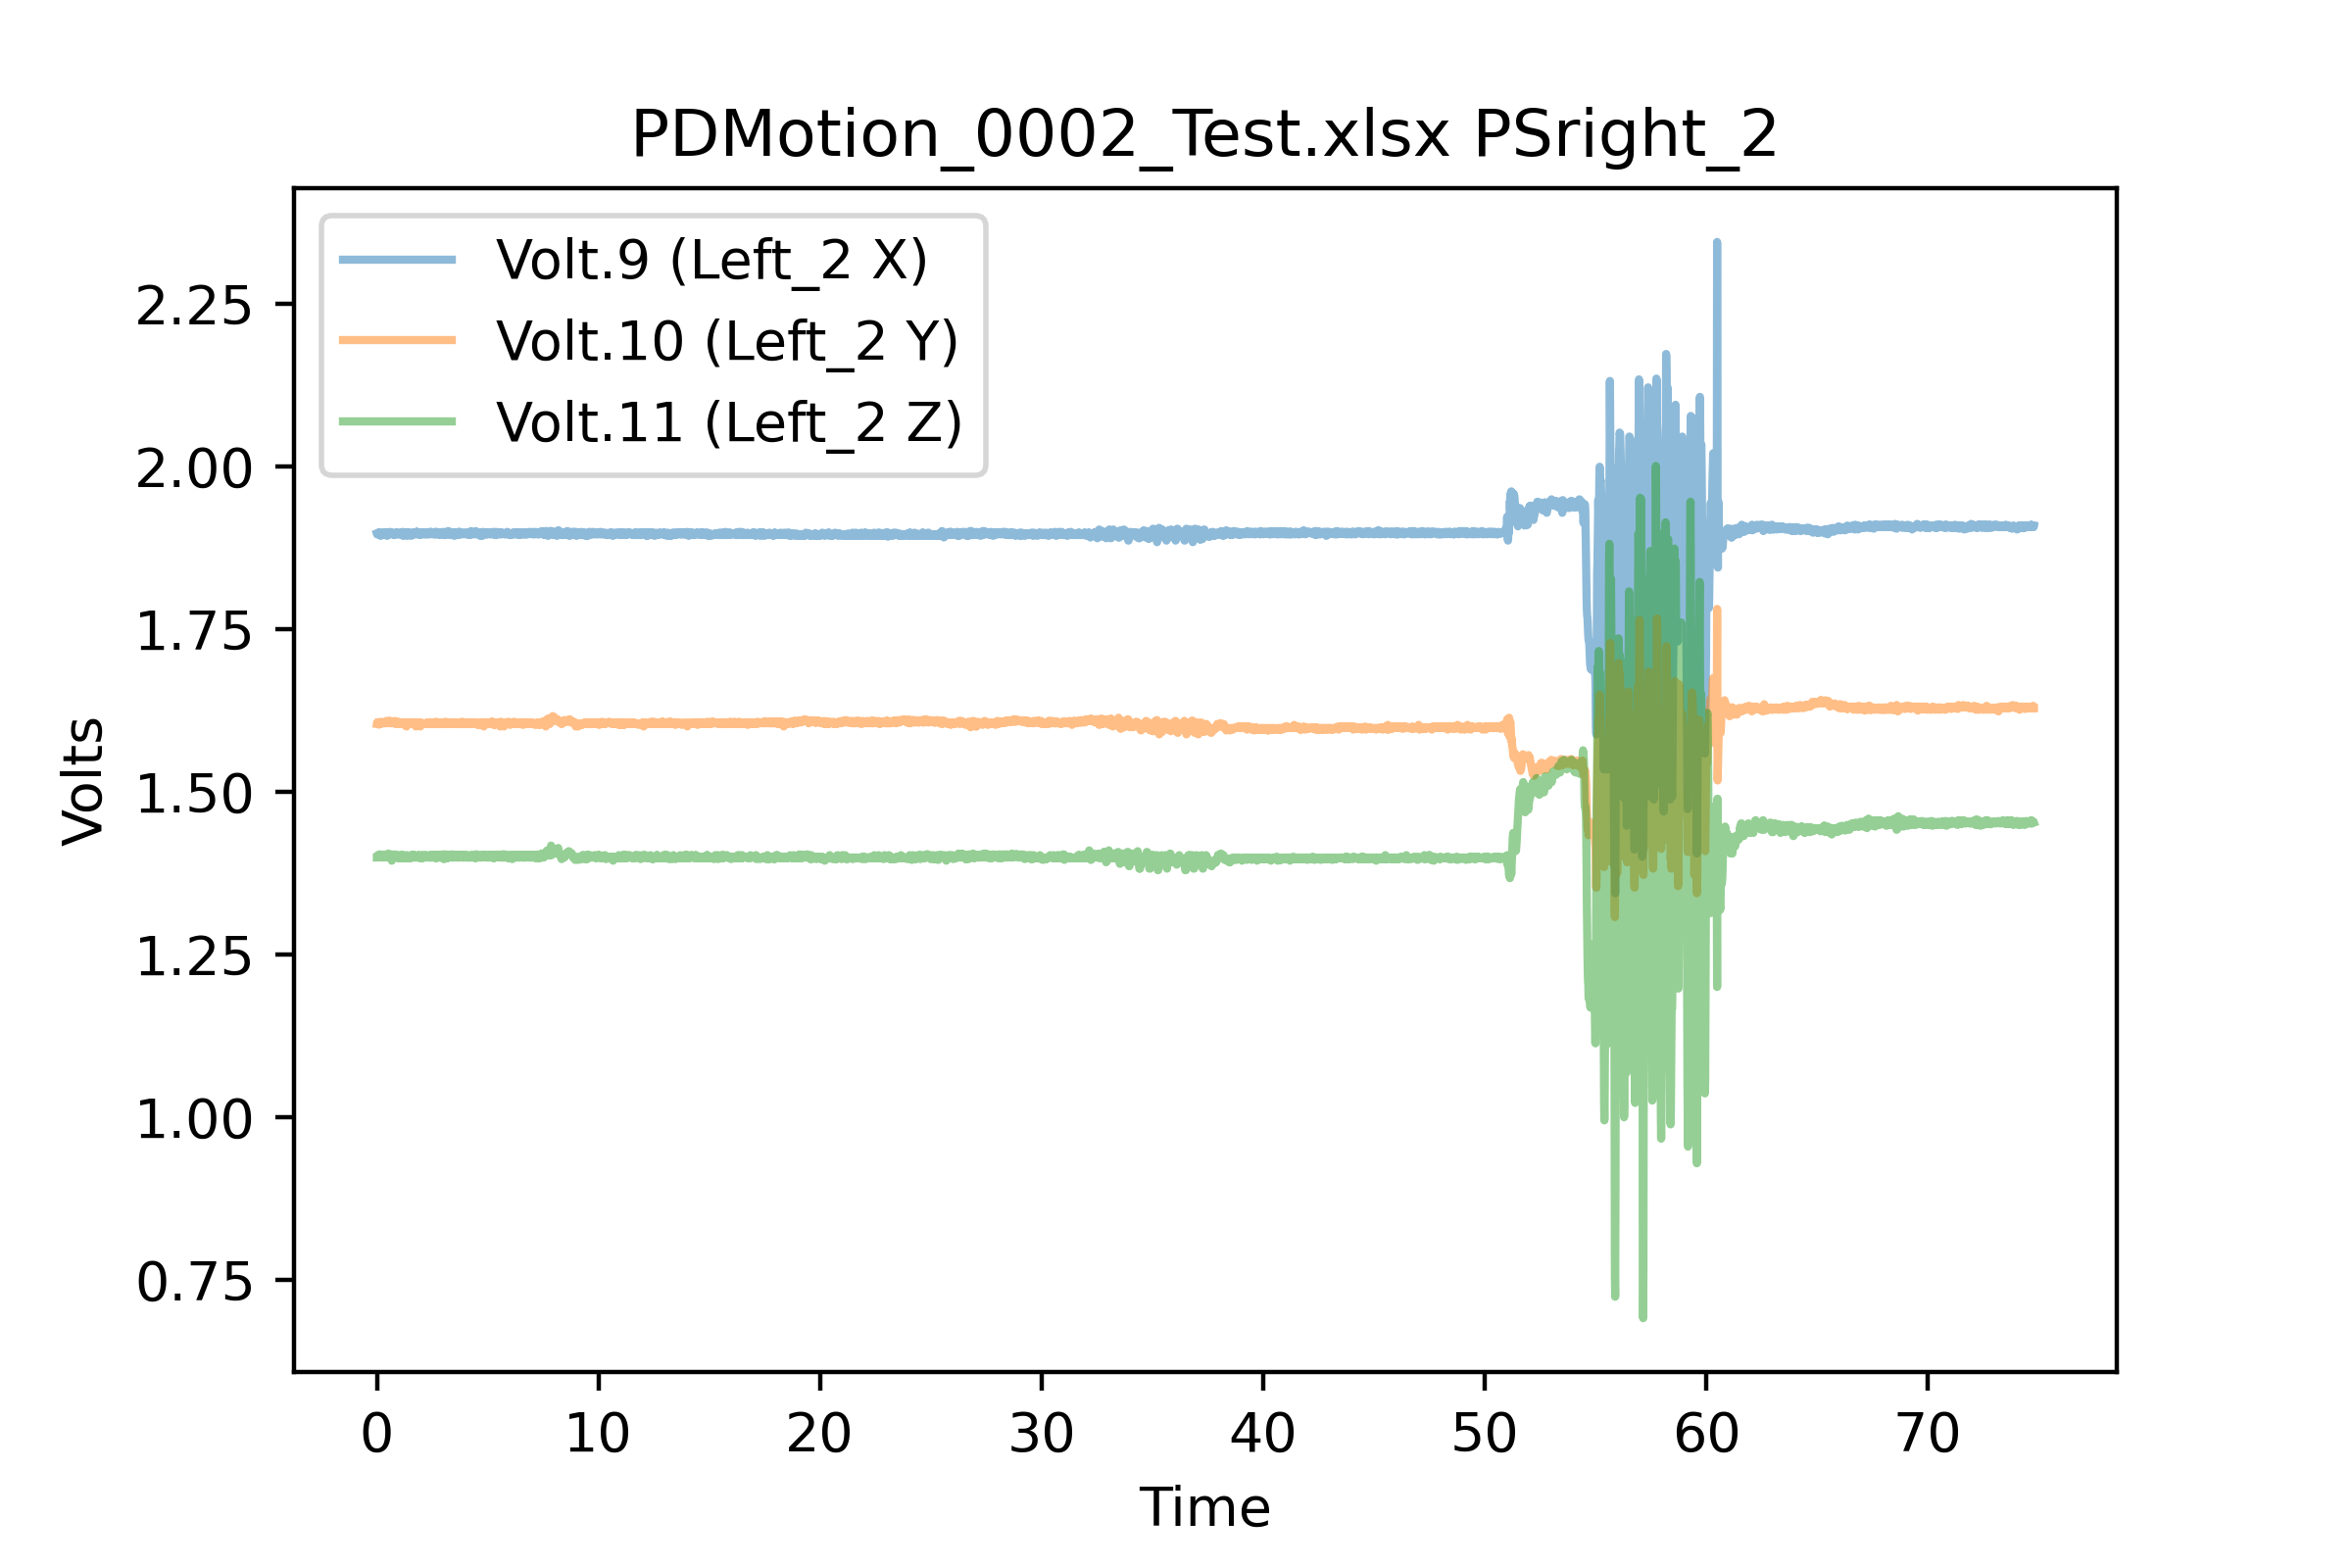 PDMotion_0002_Test.xlsx PSright_2
Volt.9 (Left_2 X)
Volt.10 (Left_2 Y)
Volt.11 (Left_2 Z)
Volts
2.25
2.00
1.75
1.50
1.25
1.00
0.75
0 10 20 30 40 50 60 70
Time